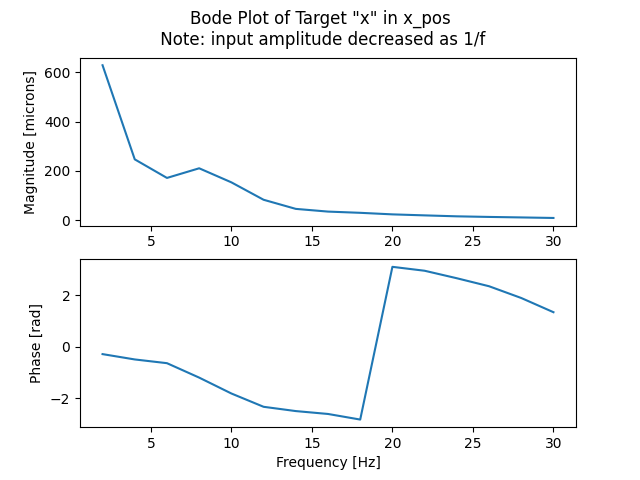 Bode Plot of Target "x" in x_pos
Note: input amplitude decreased as 1/f
Magnitude [microns]
600
400
200
0
5 10 15 20 25 30
Phase [rad]
2
0
−2
5 10 15 20 25 30
Frequency [Hz]